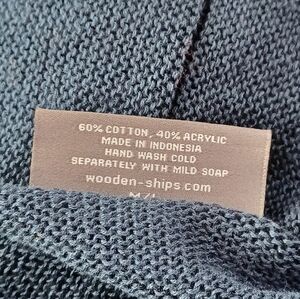 60% COTTON, 40% ACRYLIC
MADE IN INDONESIA
HAND WASH COLD
SEPARATELY WITH MILD SOAP
wooden-ships.com